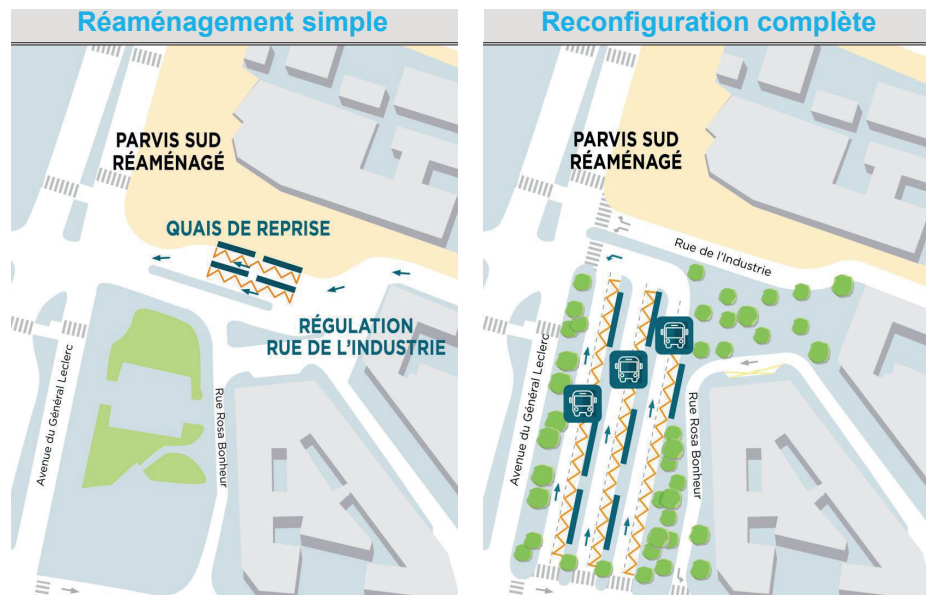 Réaménagement simple
PARVIS SUD
RÉAMÉNAGÉ
QUAIS DE REPRISE
RÉGULATION
RUE DE L'INDUSTRIE
Avenue du Général Leclerc
Rue Rosa Bonheur
Reconfiguration complète
PARVIS SUD
RÉAMÉNAGÉ
Rue de l'Industrie
Avenue du Général Leclerc
Rue Rosa Bonheur